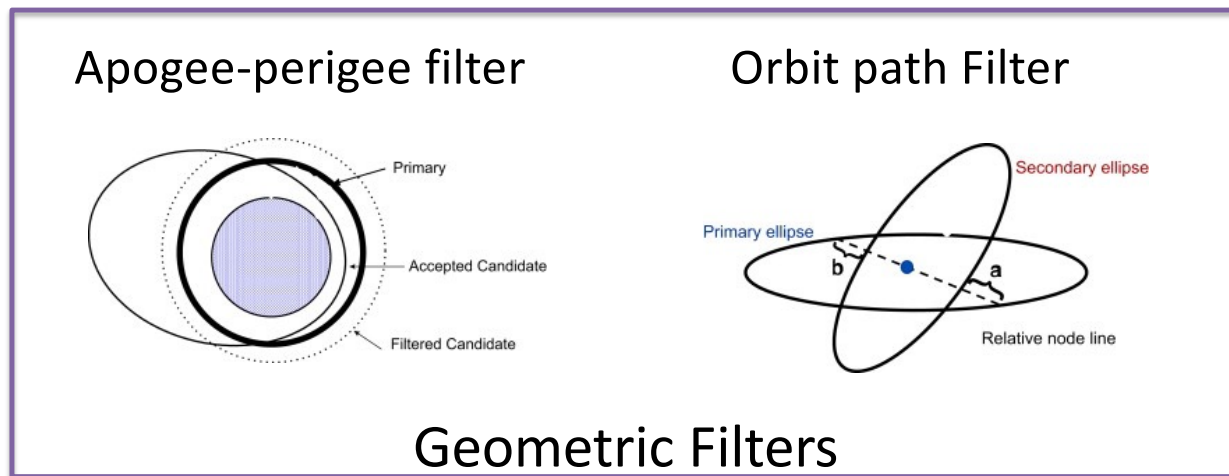 Apogee-perigee filter
Orbit path Filter
Primary
Accepted Candidate
Filtered Candidate
Secondary ellipse
Primary ellipse
b
a
Relative node line
Geometric Filters